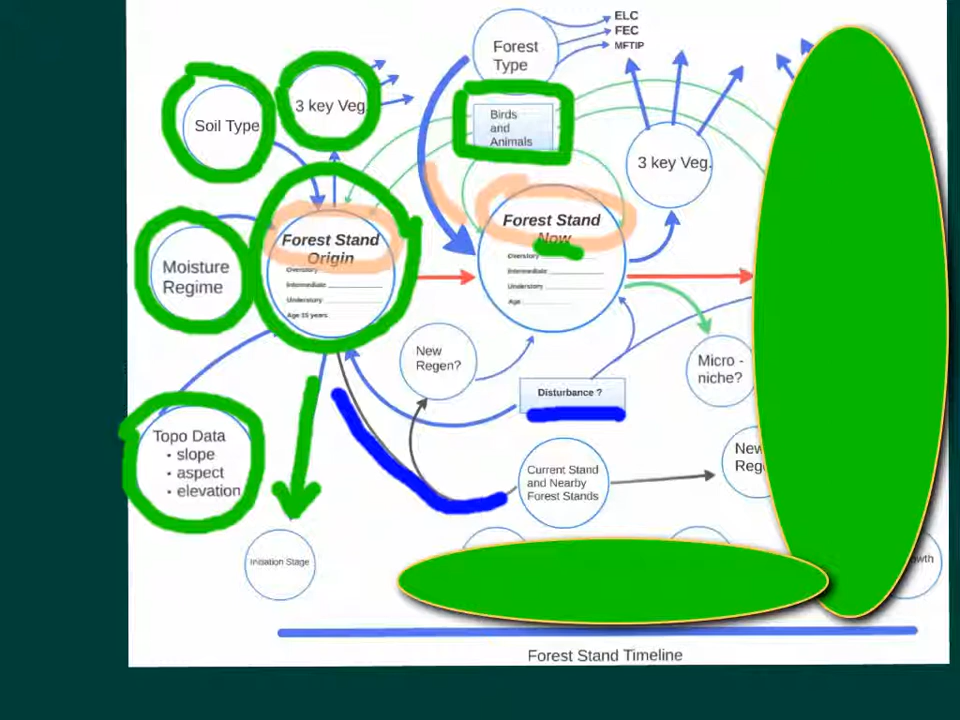 ELC
FEC
MFTIP
Forest
Type
Soil Type
3 key Veg.
Birds
and
Animals
3 key Veg.
Forest Stand
Origin
Overstory
Intermediate
Understory
Age 15 years
Forest Stand
Now
Overstory
Intermediate
Understory
Age
Moisture
Regime
New
Regen?
Micro -
niche?
Disturbance ?
Topo Data
• slope
• aspect
• elevation
Current Stand
and Nearby
Forest Stands
New
Initiation Stage
Forest Stand Timeline